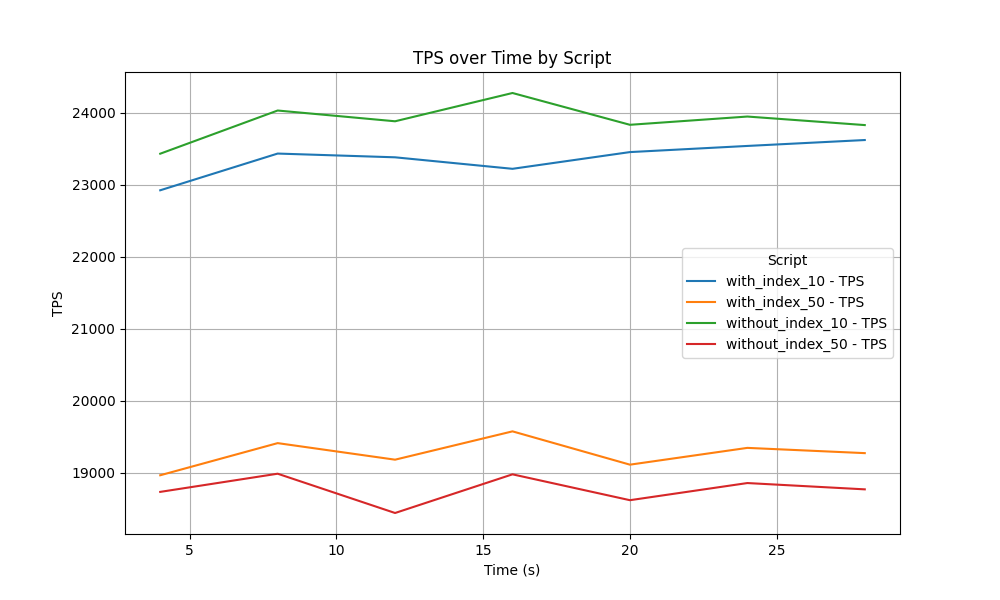 TPS over Time by Script
TPS
24000
23000
22000
21000
20000
19000
Script
with_index_10 - TPS
with_index_50 - TPS
without_index_10 - TPS
without_index_50 - TPS
5
10
15
20
25
Time (s)